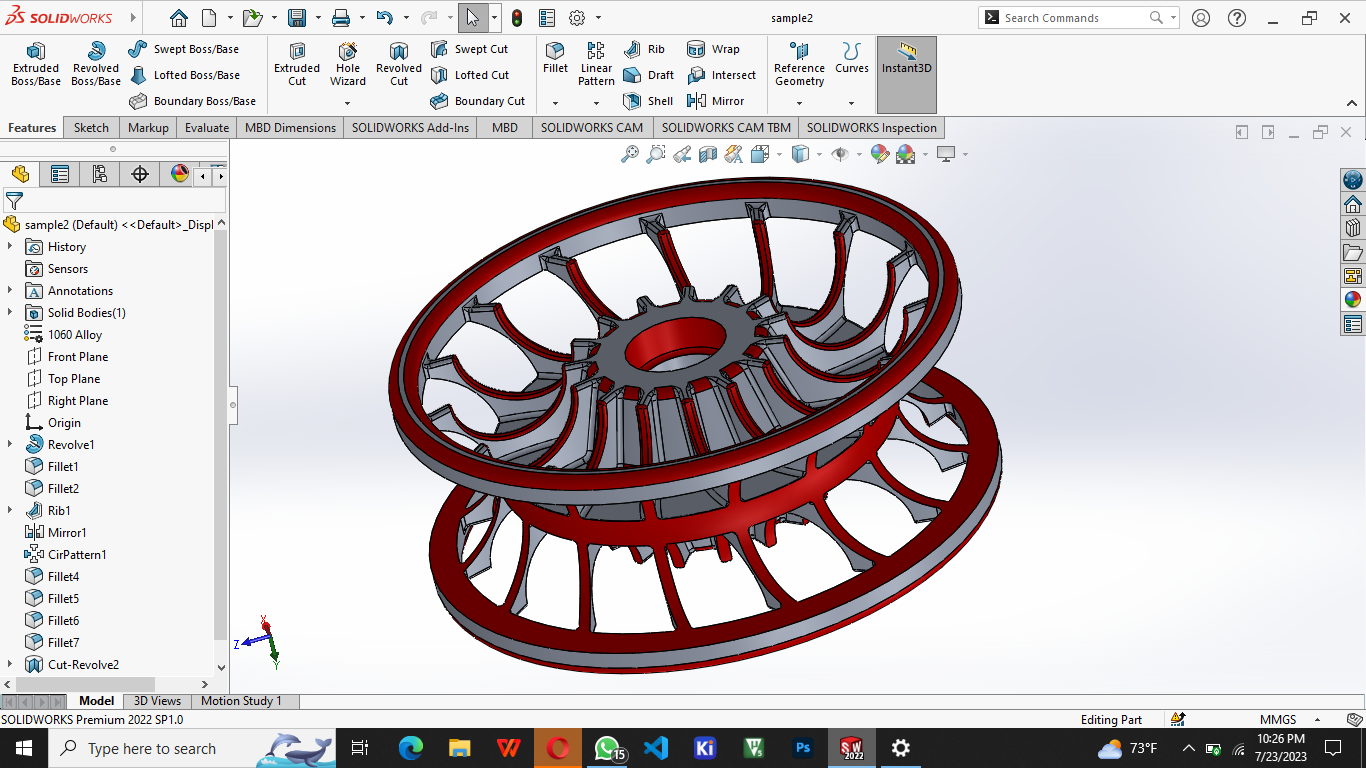 SOLIDWORKS
sample2
Search Commands
Extruded Boss/Base
Revolved Boss/Base
Swept Boss/Base
Lofted Boss/Base
Boundary Boss/Base
Extruded Cut
Hole Wizard
Revolved Cut
Swept Cut
Lofted Cut
Boundary Cut
Fillet
Linear Pattern
Rib
Draft
Shell
Wrap
Intersect
Mirror
Reference Geometry
Curves
Instant3D
Features
Sketch
Markup
Evaluate
MBD Dimensions
SOLIDWORKS Add-Ins
MBD
SOLIDWORKS CAM
SOLIDWORKS CAM TBM
SOLIDWORKS Inspection
sample2 (Default) <<Default>_Displ
History
Sensors
Annotations
Solid Bodies(1)
1060 Alloy
Front Plane
Top Plane
Right Plane
Origin
Revolve1
Fillet1
Fillet2
Rib1
Mirror1
CirPattern1
Fillet4
Fillet5
Fillet6
Fillet7
Cut-Revolve2
X
Z
Y
Model
3D Views
Motion Study 1
SOLIDWORKS Premium 2022 SP1.0
Editing Part
MMGS
Type here to search
15
Ki
Ps
SW
2022
73°F
10:26 PM
7/23/2023